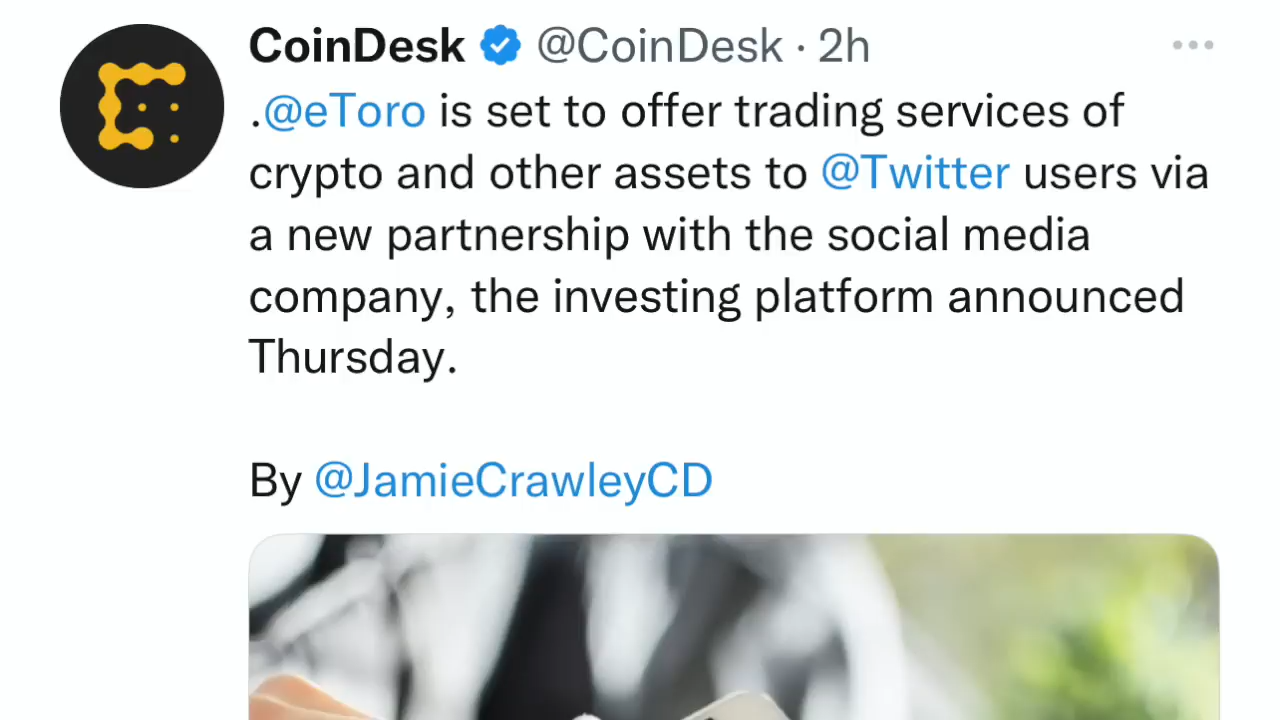 CoinDesk @CoinDesk · 2h
.@eToro is set to offer trading services of
crypto and other assets to @Twitter users via
a new partnership with the social media
company, the investing platform announced
Thursday.
By @JamieCrawleyCD